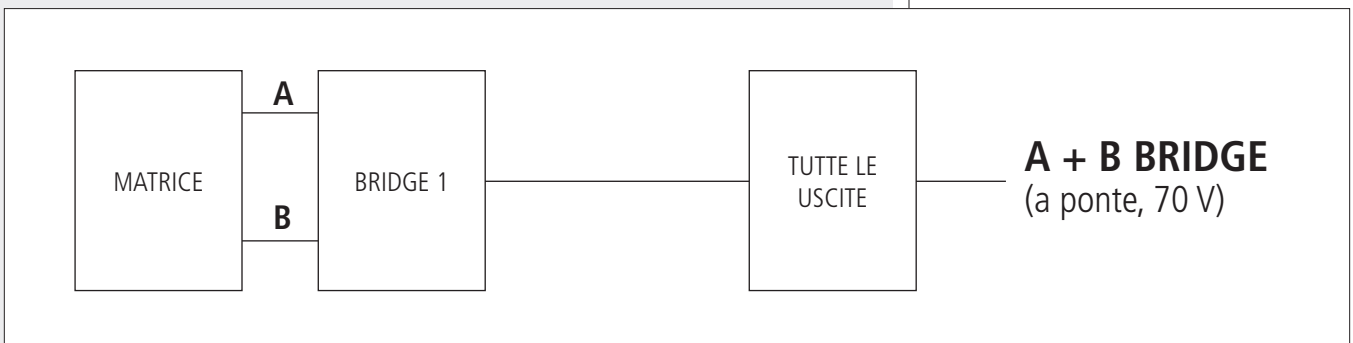 A
MATRICE
BRIDGE 1
B
TUTTE LE
USCITE
A + B BRIDGE
(a ponte, 70 V)